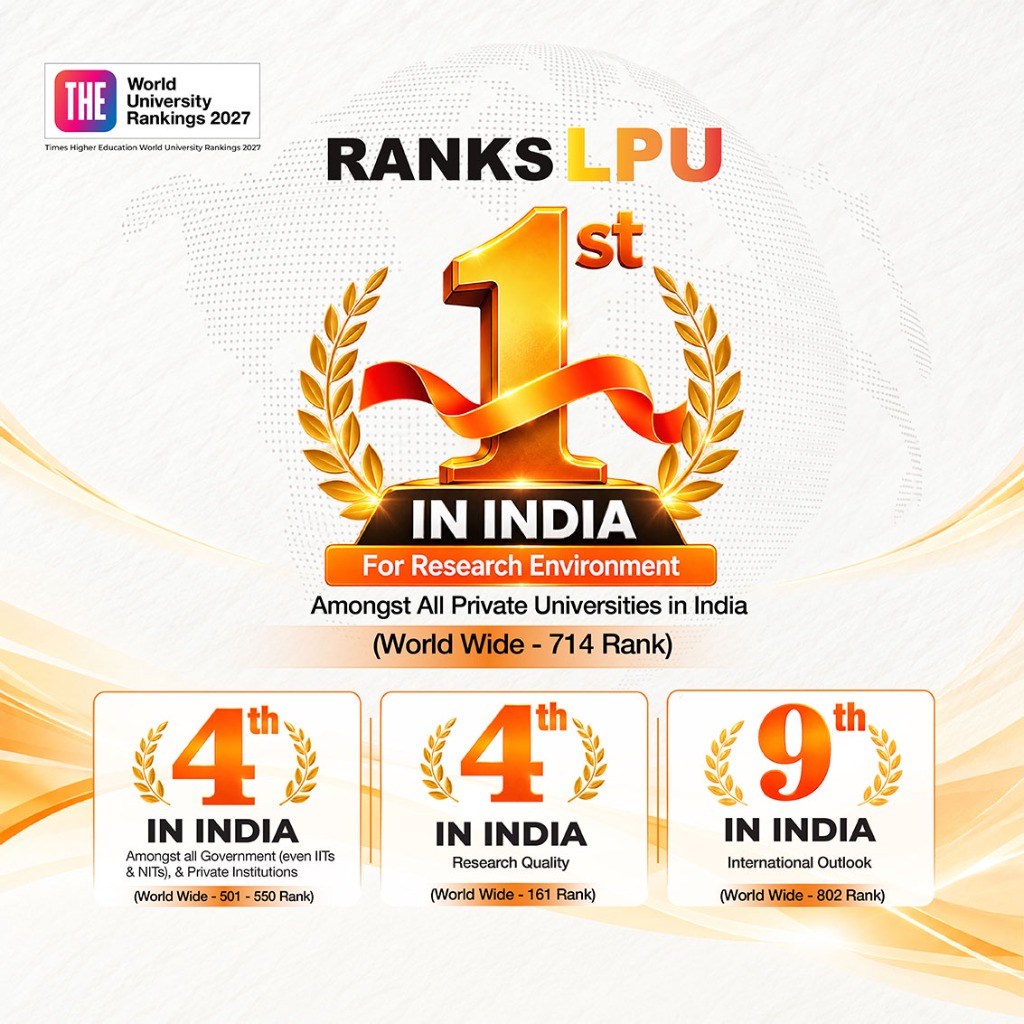 THE
World
University
Rankings 2027
Times Higher Education World University Rankings 2027
RANKS LPU
1st
IN INDIA
For Research Environment
Amongst All Private Universities in India
(World Wide - 714 Rank)
4th
IN INDIA
Amongst all Government (even IITs
& NITs), & Private Institutions
(World Wide - 501 - 550 Rank)
4th
IN INDIA
Research Quality
(World Wide - 161 Rank)
9th
IN INDIA
International Outlook
(World Wide - 802 Rank)